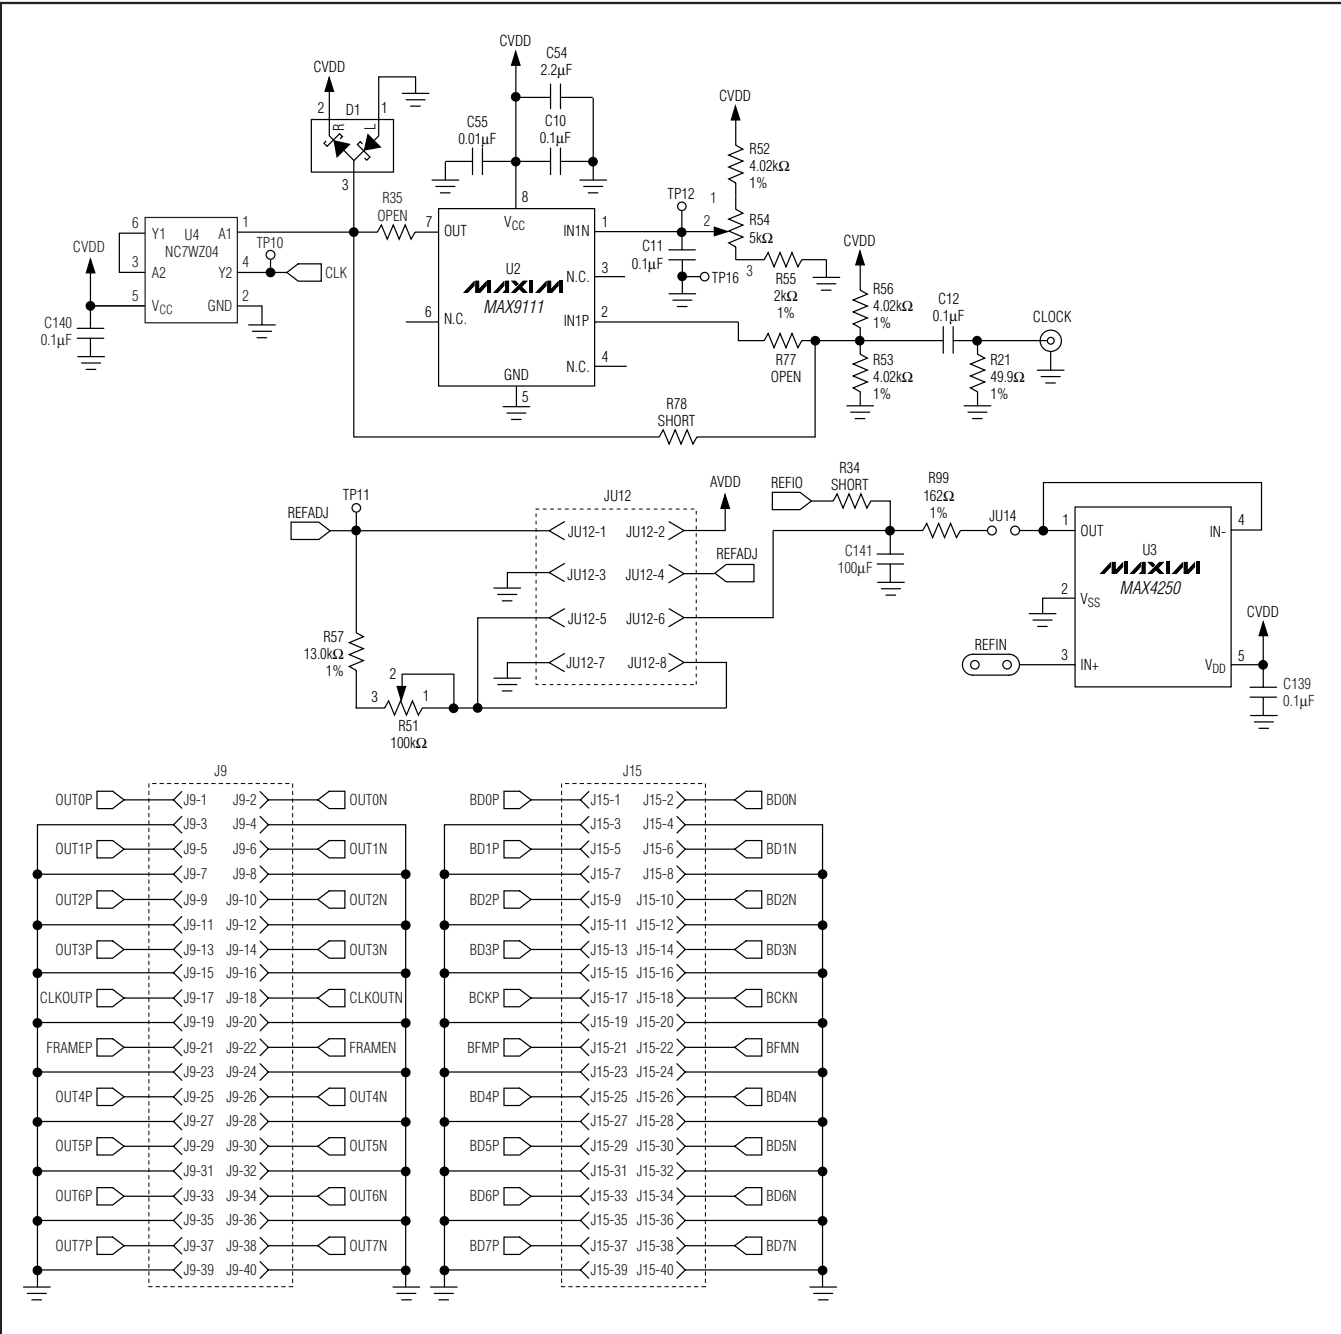 CVDD
C54
2.2µF
CVDD
2
D1
1
R
L
3
C55
0.01µF
C10
0.1µF
CVDD
R52
4.02kΩ
1%
R35
OPEN
8
TP12
1
2
R54
5kΩ
3
6
Y1
U4
NC7WZ04
A1
1
TP10
7
OUT
VCC
IN1N
1
C11
0.1µF
CVDD
3
A2
Y2
4
CLK
U2
MAXIM
MAX9111
N.C.
3
TP16
R55
2kΩ
1%
CVDD
R56
4.02kΩ
1%
C12
0.1µF
CLOCK
5
VCC
GND
2
C140
0.1µF
6
N.C.
IN1P
2
R77
OPEN
R53
4.02kΩ
1%
R21
49.9Ω
1%
N.C.
4
GND
5
R78
SHORT
REFADJ
TP11
JU12
AVDD
JU12-1 JU12-2
JU12-3 JU12-4
REFADJ
JU12-5 JU12-6
JU12-7 JU12-8
R57
13.0kΩ
1%
2
3
1
R51
100kΩ
REFIO
R34
SHORT
R99
162Ω
1%
JU14
C141
100µF
1
OUT
IN-
4
U3
MAXIM
MAX4250
2
VSS
REFIN
3
IN+
VDD
5
CVDD
C139
0.1µF
J9
OUT0P J9-1 J9-2 OUT0N
J9-3 J9-4
OUT1P J9-5 J9-6 OUT1N
J9-7 J9-8
OUT2P J9-9 J9-10 OUT2N
J9-11 J9-12
OUT3P J9-13 J9-14 OUT3N
J9-15 J9-16
CLKOUTP J9-17 J9-18 CLKOUTN
J9-19 J9-20
FRAMEP J9-21 J9-22 FRAMEN
J9-23 J9-24
OUT4P J9-25 J9-26 OUT4N
J9-27 J9-28
OUT5P J9-29 J9-30 OUT5N
J9-31 J9-32
OUT6P J9-33 J9-34 OUT6N
J9-35 J9-36
OUT7P J9-37 J9-38 OUT7N
J9-39 J9-40
J15
BD0P J15-1 J15-2 BD0N
J15-3 J15-4
BD1P J15-5 J15-6 BD1N
J15-7 J15-8
BD2P J15-9 J15-10 BD2N
J15-11 J15-12
BD3P J15-13 J15-14 BD3N
J15-15 J15-16
BCKP J15-17 J15-18 BCKN
J15-19 J15-20
BFMP J15-21 J15-22 BFMN
J15-23 J15-24
BD4P J15-25 J15-26 BD4N
J15-27 J15-28
BD5P J15-29 J15-30 BD5N
J15-31 J15-32
BD6P J15-33 J15-34 BD6N
J15-35 J15-36
BD7P J15-37 J15-38 BD7N
J15-39 J15-40